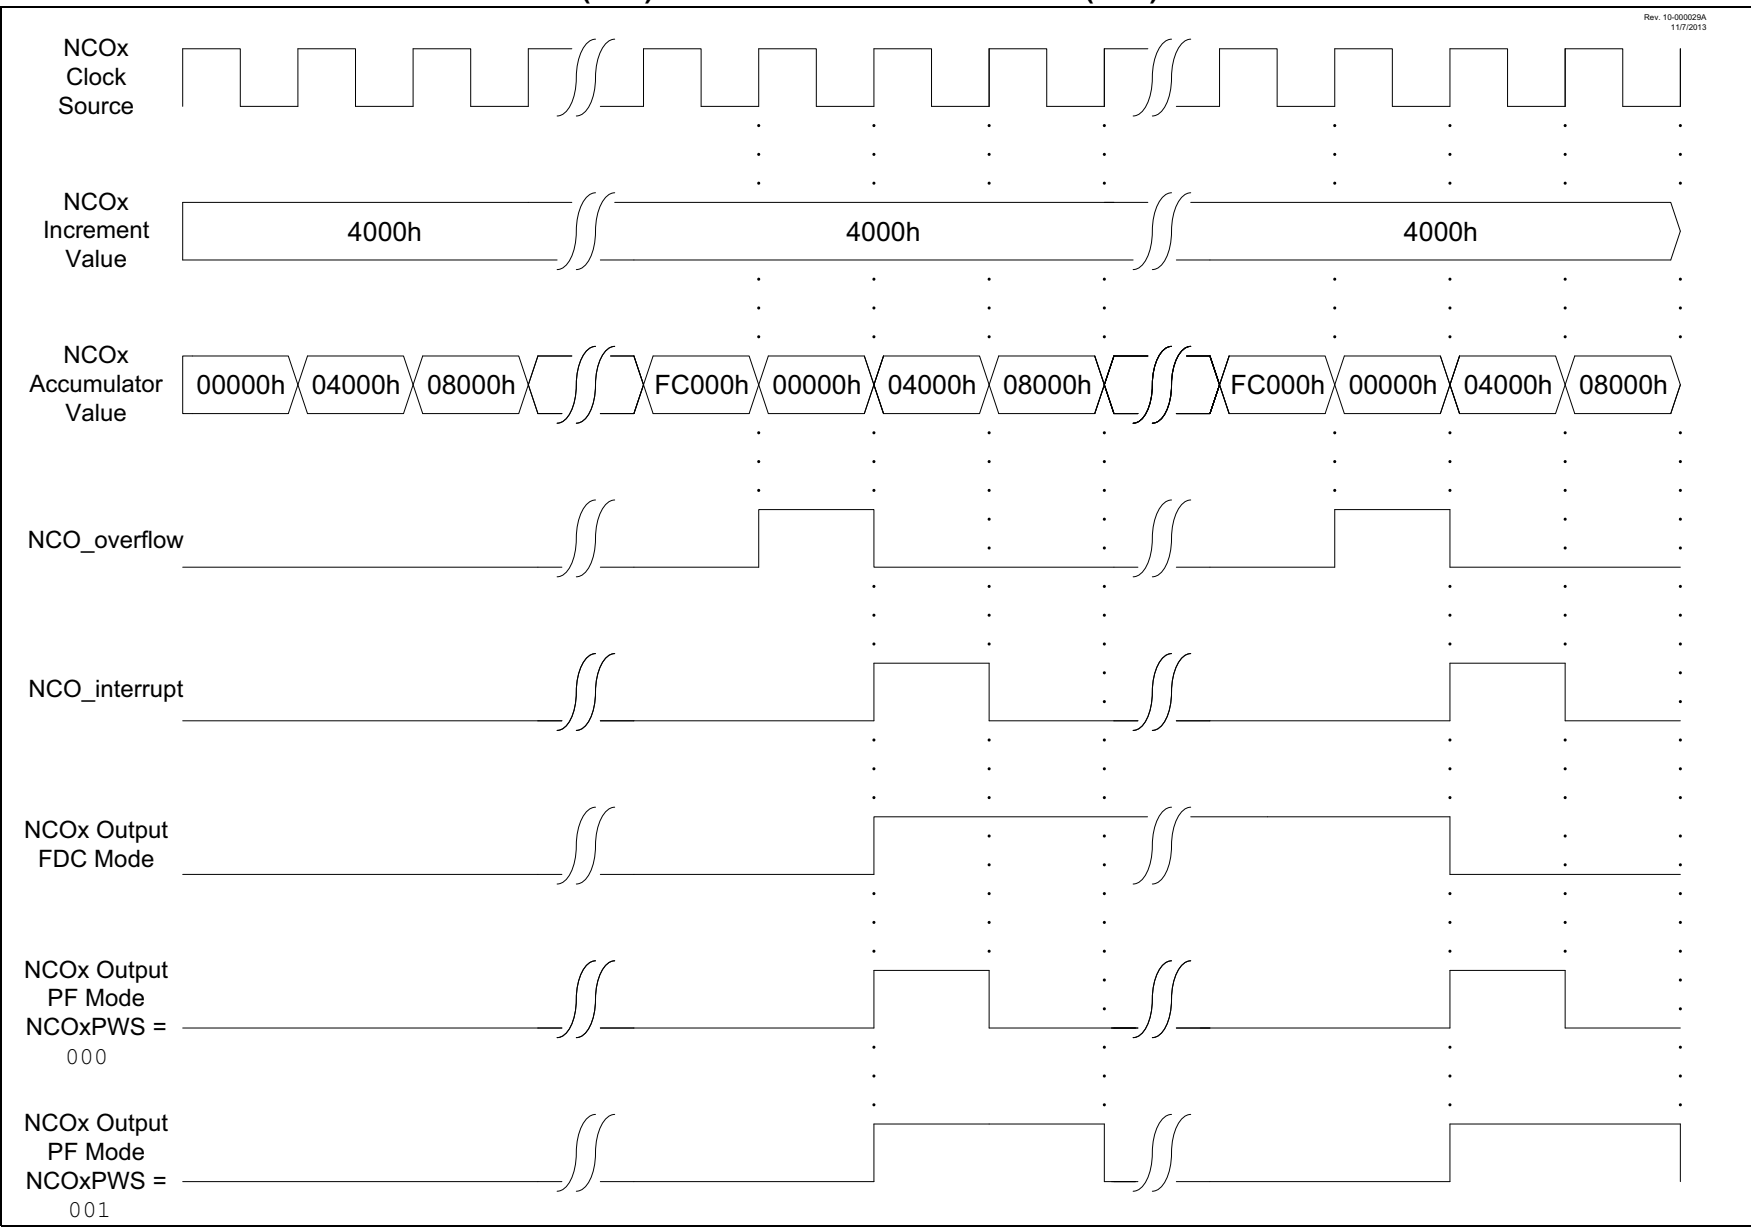 Rev. 10-000029A
11/7/2013
NCOx
Clock
Source
NCOx
Increment
Value
4000h
4000h
4000h
NCOx
Accumulator
Value
00000h
04000h
08000h
FC000h
00000h
04000h
08000h
FC000h
00000h
04000h
08000h
NCO_overflow
NCO_interrupt
NCOx Output
FDC Mode
NCOx Output
PF Mode
NCOxPWS =
000
NCOx Output
PF Mode
NCOxPWS =
001